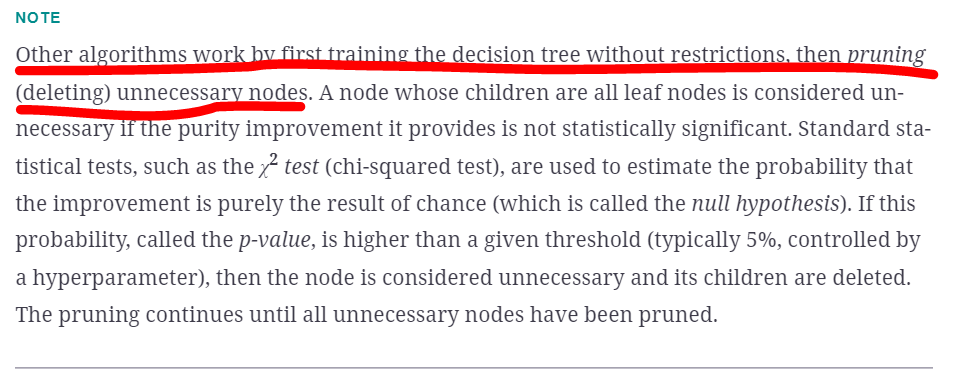 NOTE
Other algorithms work by first training the decision tree without restrictions, then pruning
(deleting) unnecessary nodes. A node whose children are all leaf nodes is considered un-
necessary if the purity improvement it provides is not statistically significant. Standard sta-
tistical tests, such as the χ² test (chi-squared test), are used to estimate the probability that
the improvement is purely the result of chance (which is called the null hypothesis). If this
probability, called the p-value, is higher than a given threshold (typically 5%, controlled by
a hyperparameter), then the node is considered unnecessary and its children are deleted.
The pruning continues until all unnecessary nodes have been pruned.